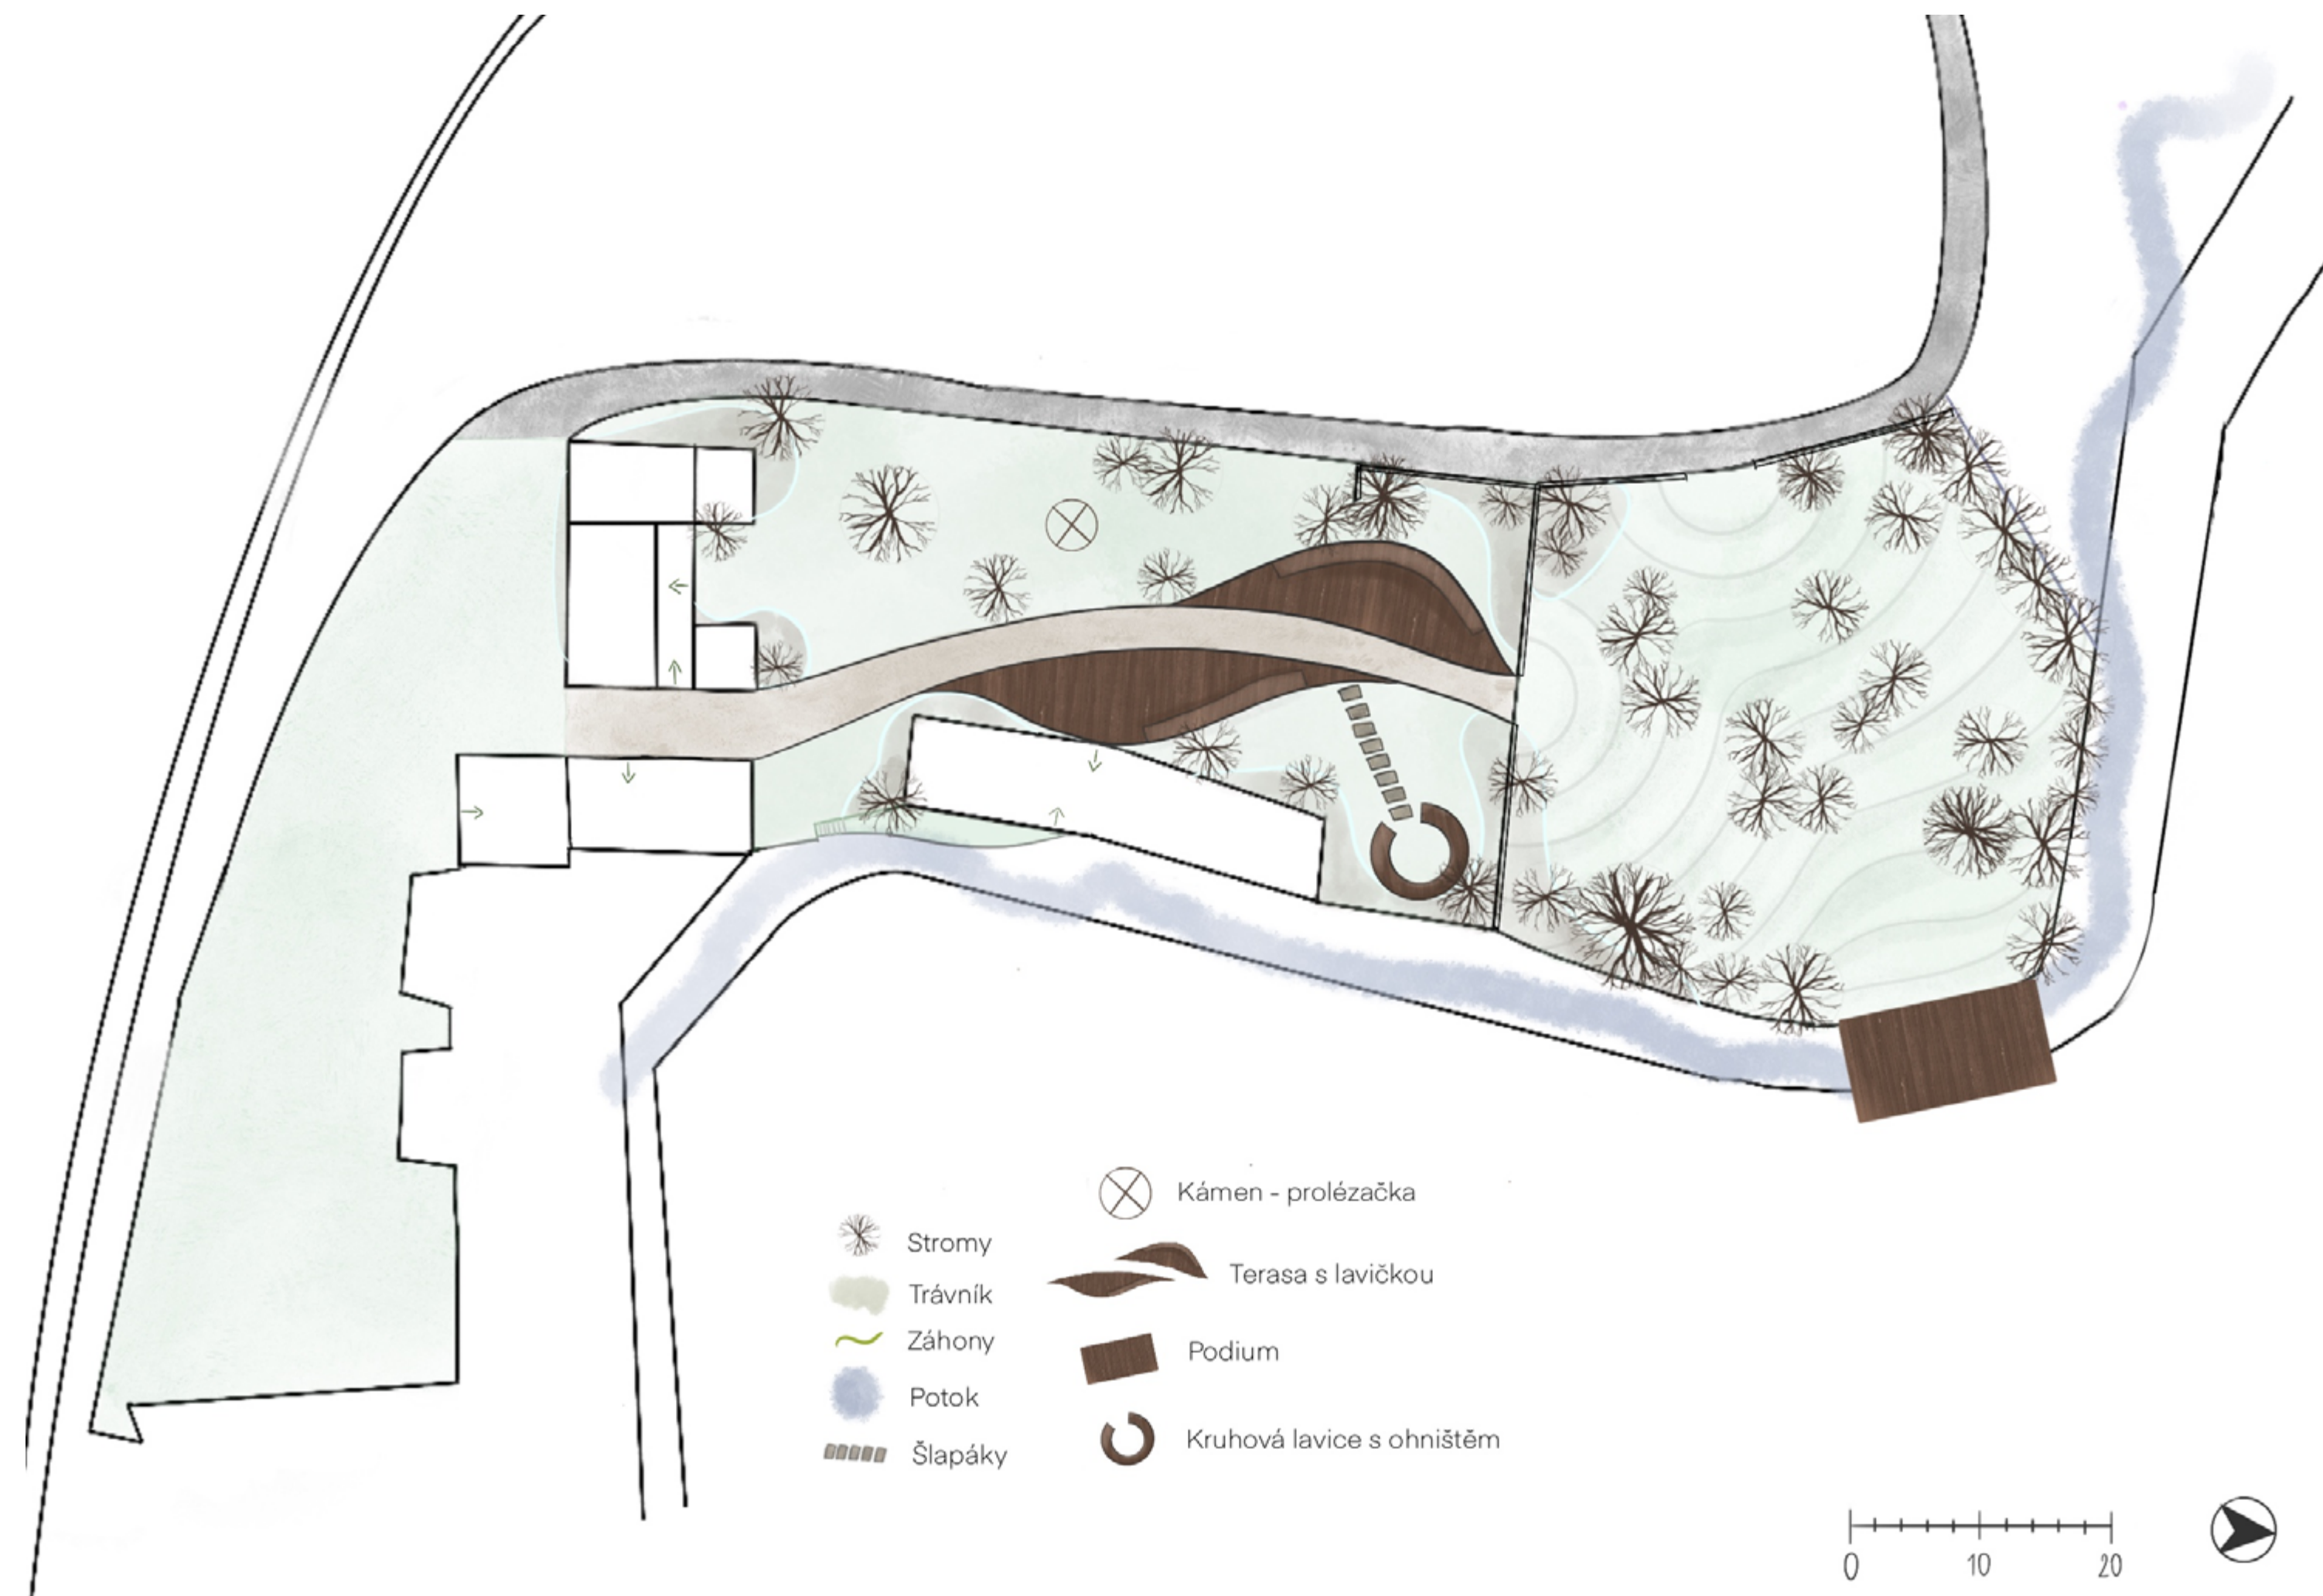 Stromy
Trávník
Záhony
Potok
Šlapáky
Kámen - prolézačka
Terasa s lavičkou
Podium
Kruhová lavice s ohništěm
0 10 20